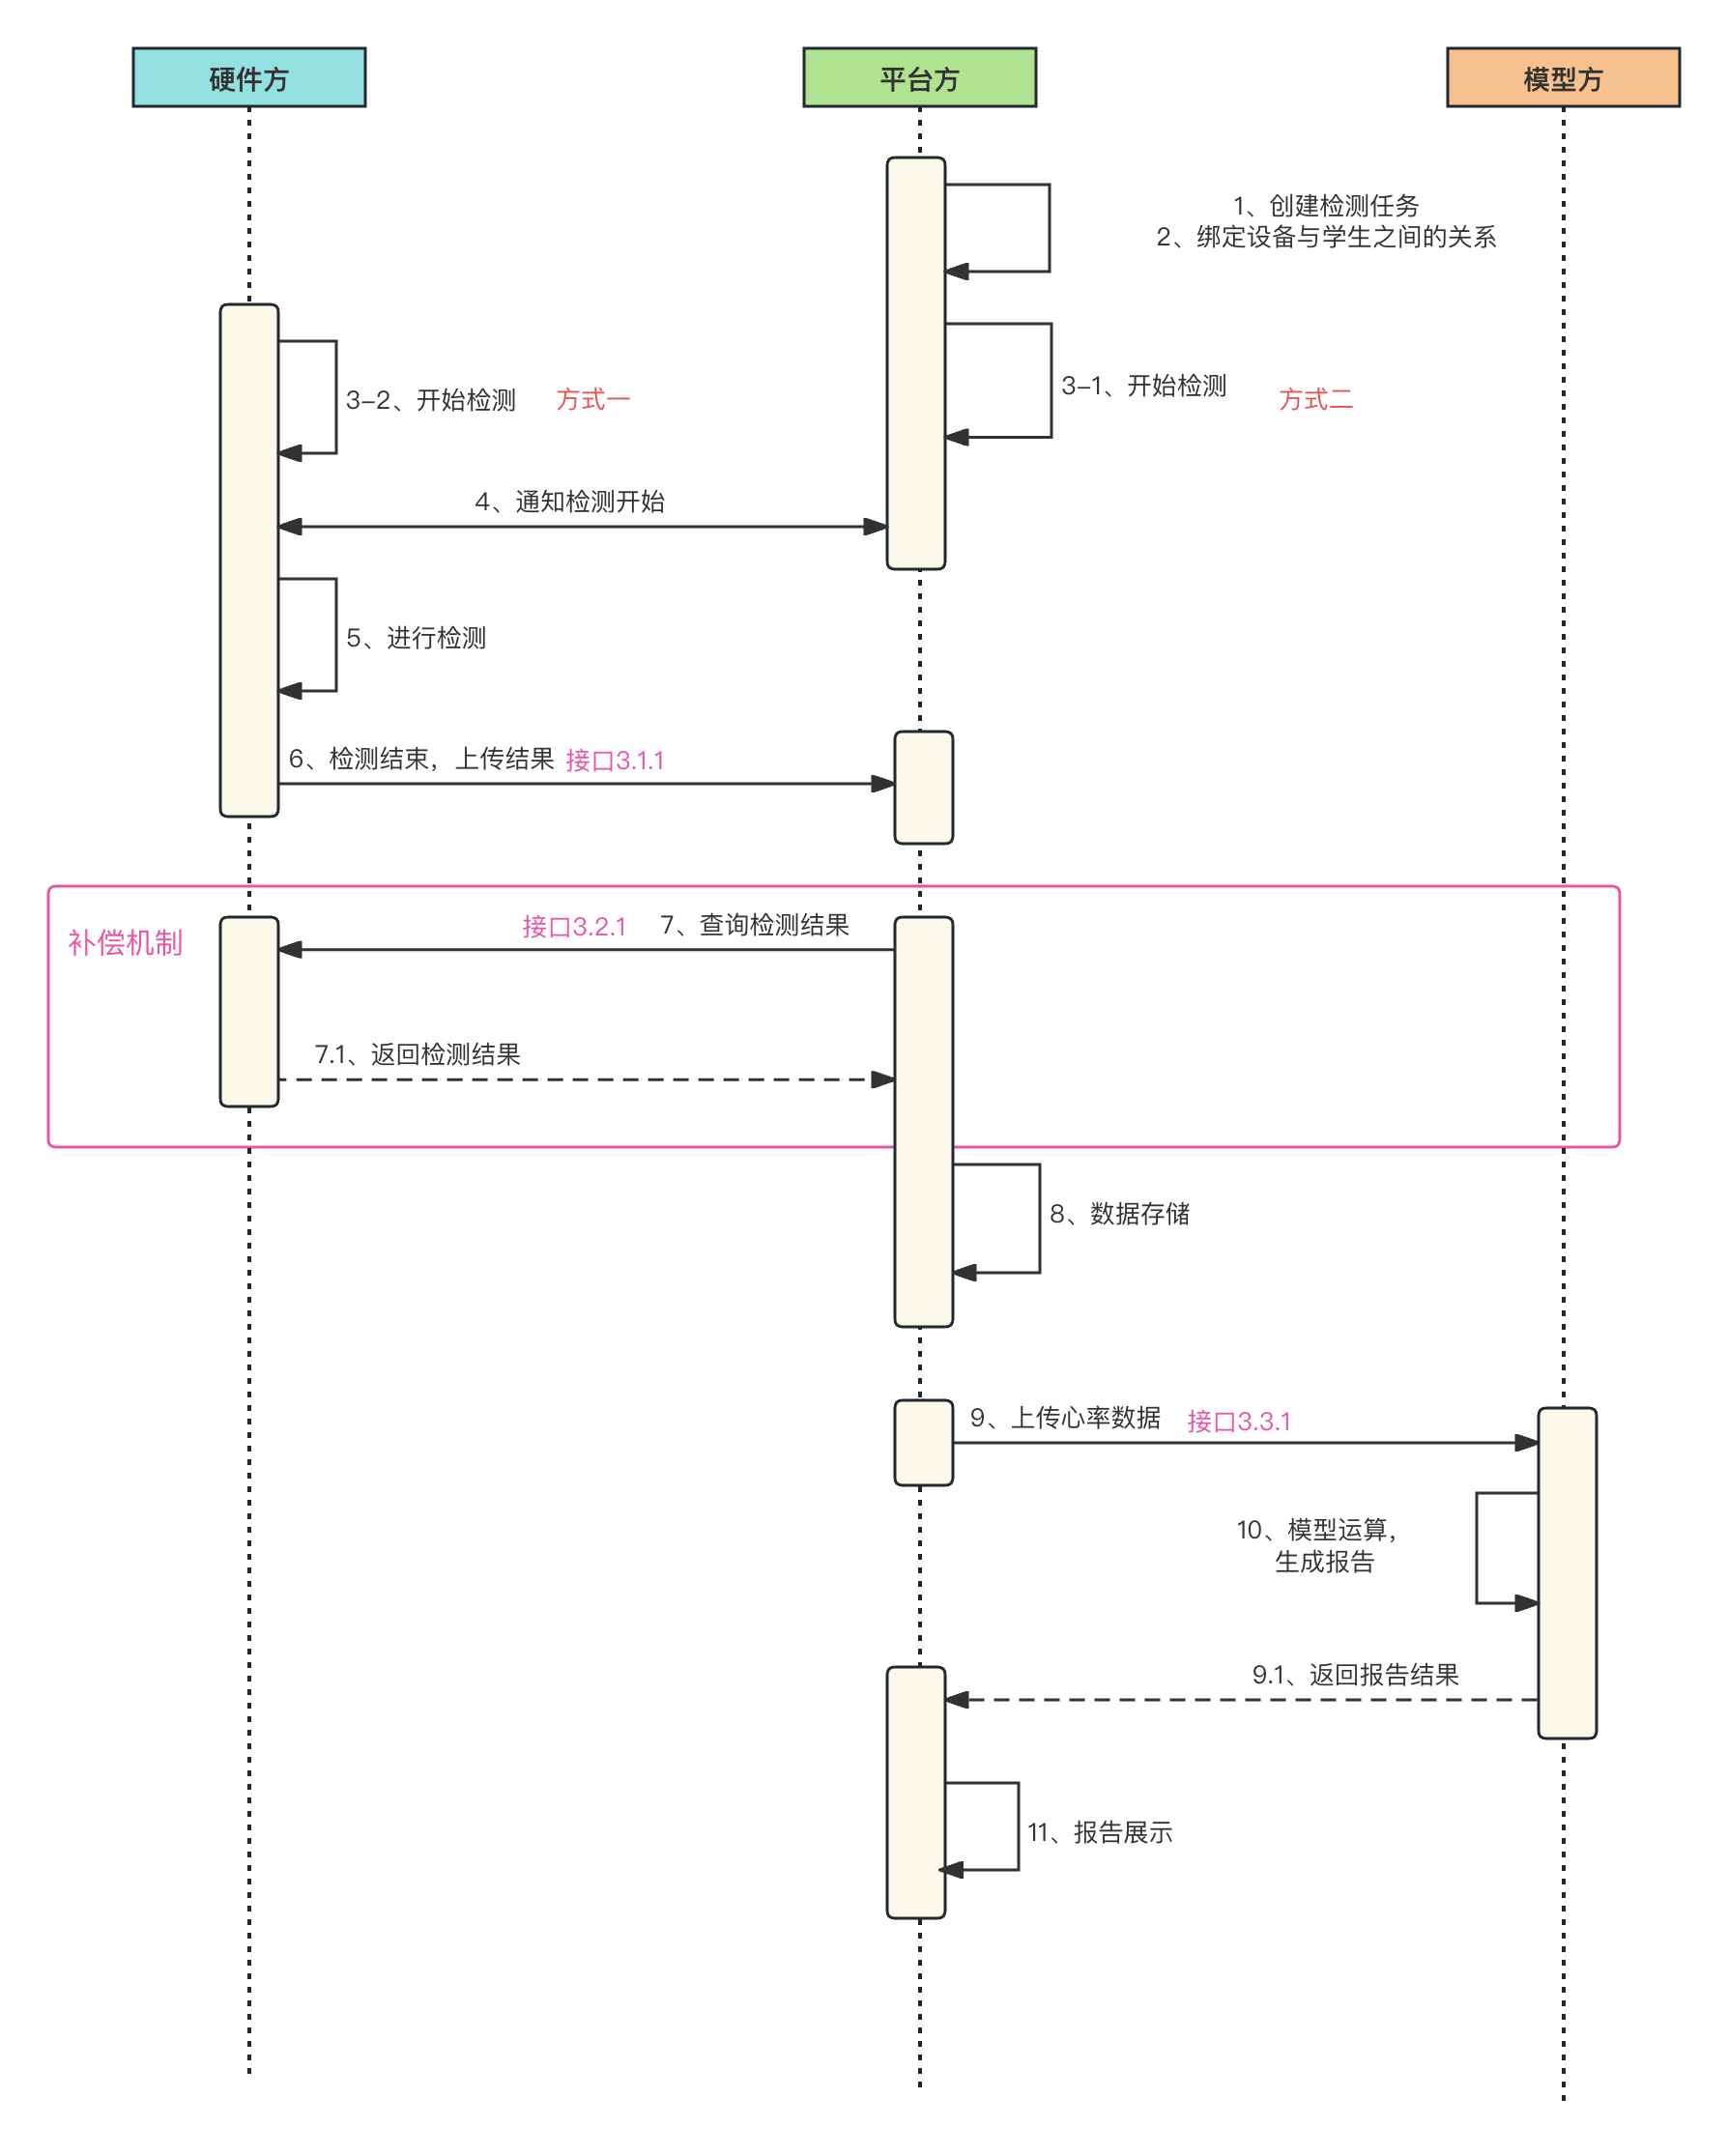 硬件方
平台方
模型方
1、创建检测任务
2、绑定设备与学生之间的关系
3-2、开始检测
方式一
3-1、开始检测
方式二
4、通知检测开始
5、进行检测
6、检测结束，上传结果
接口3.1.1
补偿机制
接口3.2.1
7、查询检测结果
7.1、返回检测结果
8、数据存储
9、上传心率数据
接口3.3.1
10、模型运算，
生成报告
9.1、返回报告结果
11、报告展示